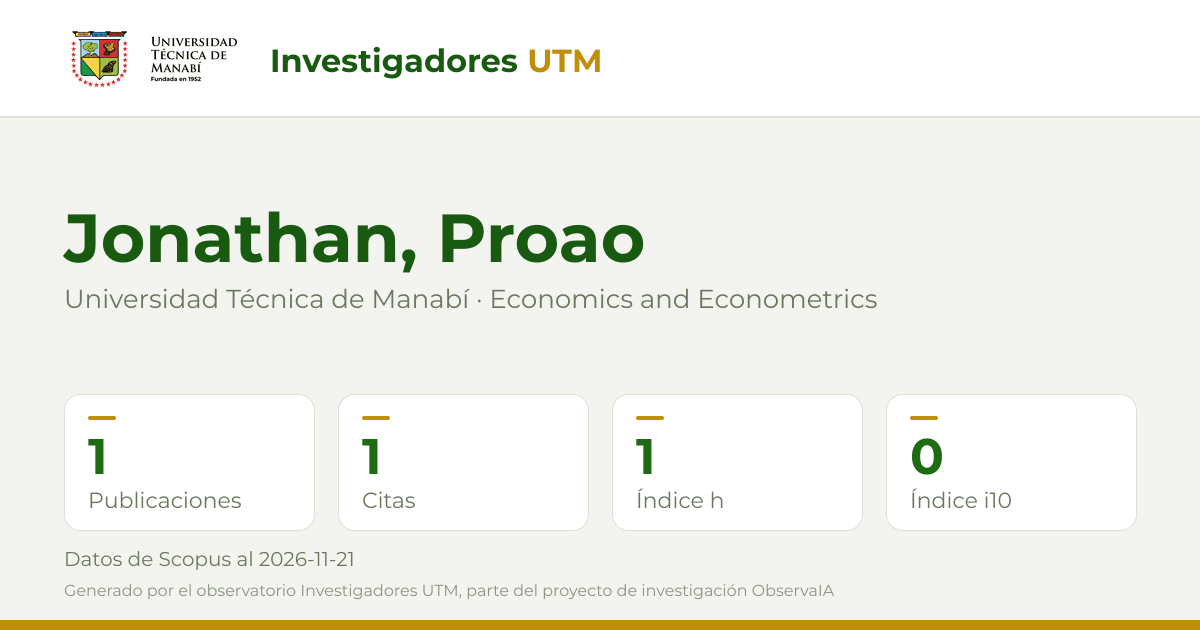 UNIVERSIDAD
TÉCNICA DE
MANABÍ
Fundada en 1952
Investigadores UTM
Jonathan, Proao
Universidad Técnica de Manabí · Economics and Econometrics
1
Publicaciones
1
Citas
1
Índice h
0
Índice i10
Datos de Scopus al 2026-11-21
Generado por el observatorio Investigadores UTM, parte del proyecto de investigación ObservaIA